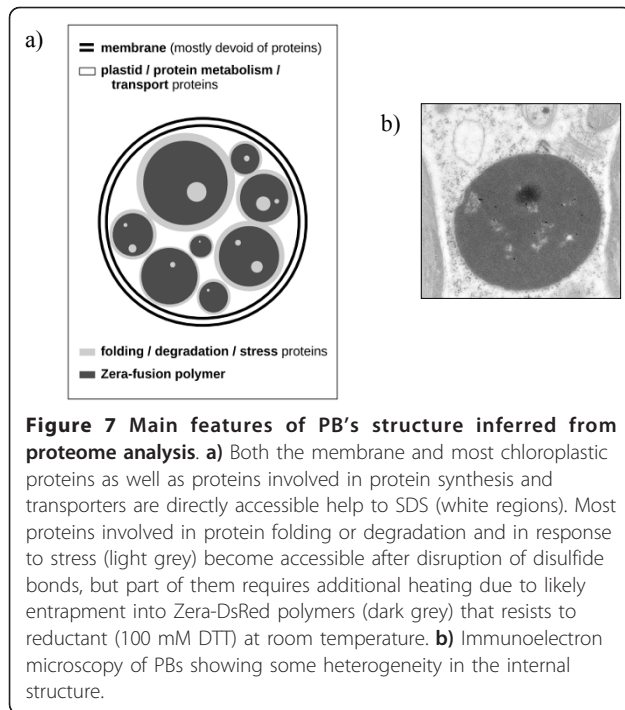 a)
membrane (mostly devoid of proteins)
plastid / protein metabolism /
transport proteins
b)
folding / degradation / stress proteins
Zera-fusion polymer
Figure 7 Main features of PB's structure inferred from
proteome analysis. a) Both the membrane and most chloroplastic
proteins as well as proteins involved in protein synthesis and
transporters are directly accessible help to SDS (white regions). Most
proteins involved in protein folding or degradation and in response
to stress (light grey) become accessible after disruption of disulfide
bonds, but part of them requires additional heating due to likely
entrapment into Zera-DsRed polymers (dark grey) that resists to
reductant (100 mM DTT) at room temperature. b) Immunoelectron
microscopy of PBs showing some heterogeneity in the internal
structure.